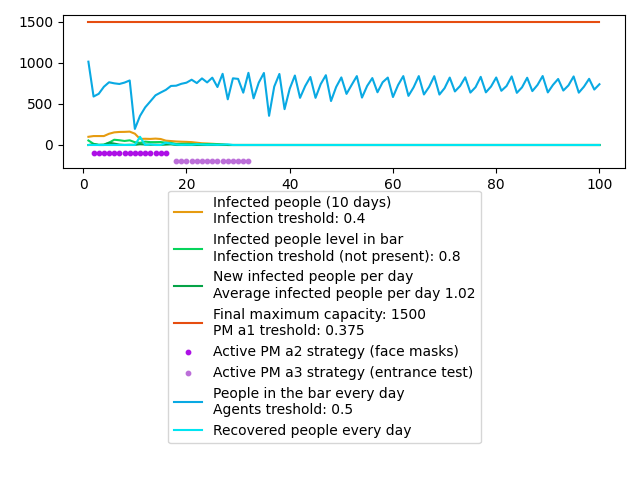 1500
1000
500
0
0 20 40 60 80 100
Infected people (10 days)
Infection treshold: 0.4
Infected people level in bar
Infection treshold (not present): 0.8
New infected people per day
Average infected people per day 1.02
Final maximum capacity: 1500
PM a1 treshold: 0.375
Active PM a2 strategy (face masks)
Active PM a3 strategy (entrance test)
People in the bar every day
Agents treshold: 0.5
Recovered people every day